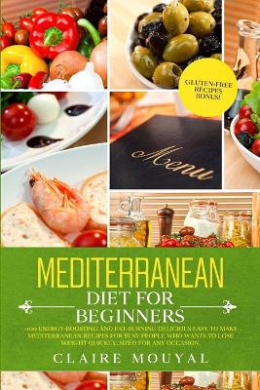 GLUTEN-FREE
RECIPES
BONUS!
Menu
MEDITERRANEAN
DIET FOR
BEGINNERS
ENERGY-BOOSTING AND FAT-BURNING DELICIOUS EASY TO MAKE
MEDITERRANEAN RECIPES FOR BUSY PEOPLE WHO WANTS TO LOSE
WEIGHT QUICKLY, SIZED FOR ANY OCCASION.
CLAIRE MOUYAL